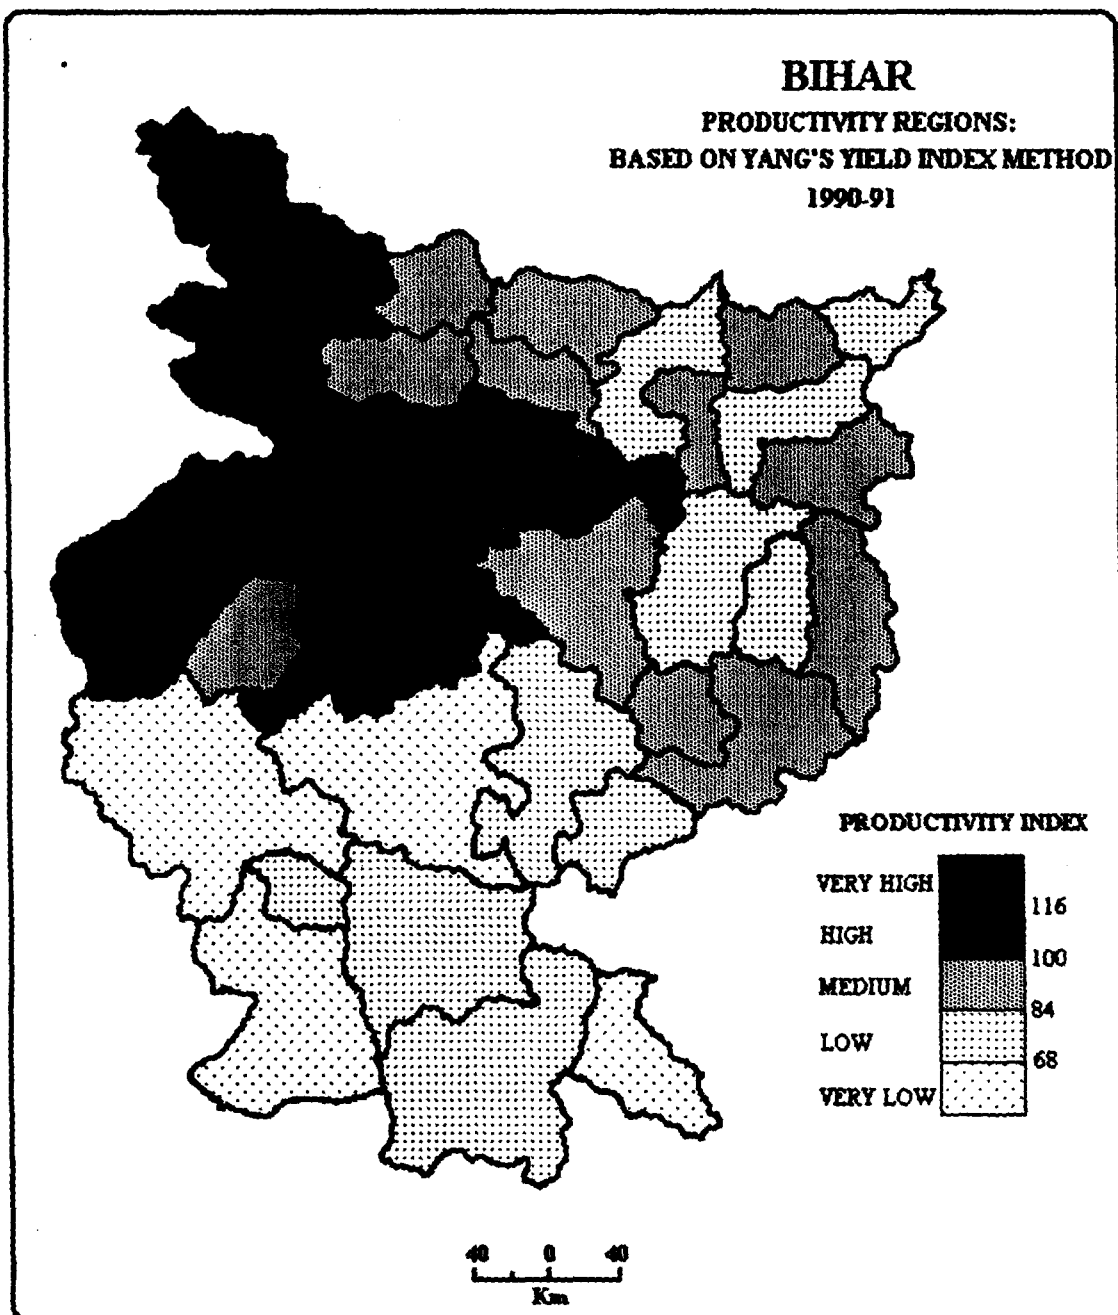 BIHAR
PRODUCTIVITY REGIONS:
BASED ON YANG'S YIELD INDEX METHOD
1990-91
PRODUCTIVITY INDEX
VERY HIGH
116
HIGH
100
MEDIUM
84
LOW
68
VERY LOW
40 0 40
Km